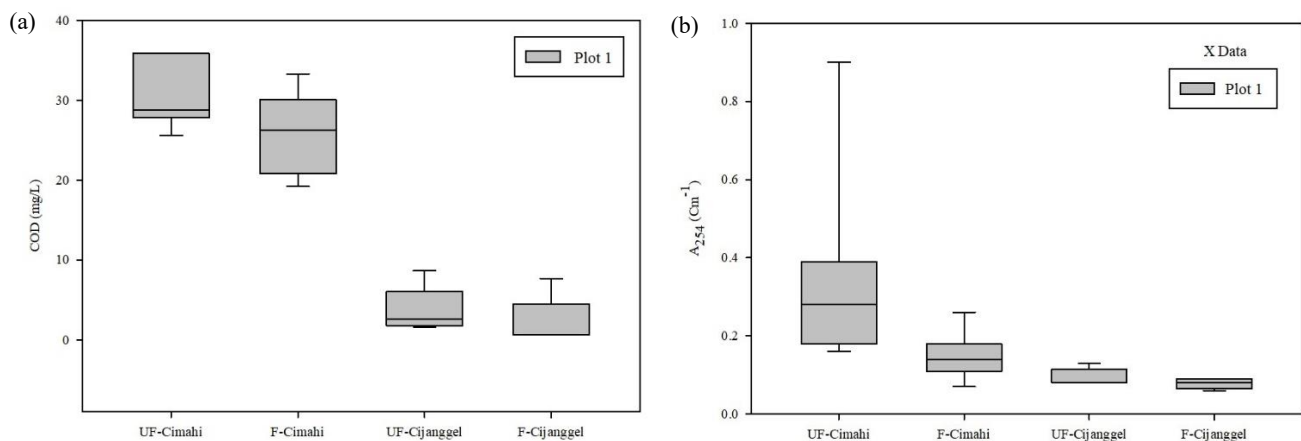 (a)
40
30
20
10
0
COD (mg/L)
Plot 1
UF-Cimahi F-Cimahi UF-Cijanggel F-Cijanggel
(b)
1.0
0.8
0.6
0.4
0.2
0.0
A254 (Cm-1)
X Data
Plot 1
UF-Cimahi F-Cimahi UF-Cijanggel F-Cijanggel